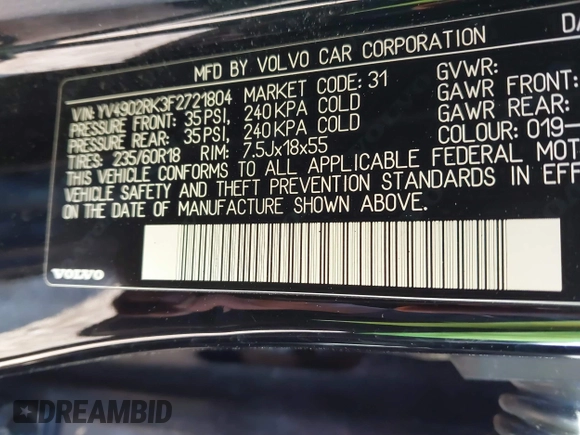 MFD BY VOLVO CAR CORPORATION DA
VIN: YV4902RK3F2721804 MARKET CODE: 31 GVWR:
PRESSURE FRONT: 35PSI, 240KPA COLD GAWR FRONT:
PRESSURE REAR: 35PSI, 240KPA COLD GAWR REAR:
TIRES: 235/60R18 RIM: 7.5Jx18x55 COLOUR: 019-
THIS VEHICLE CONFORMS TO ALL APPLICABLE FEDERAL MOT
VEHICLE SAFETY AND THEFT PREVENTION STANDARDS IN EFF
ON THE DATE OF MANUFACTURE SHOWN ABOVE.
VOLVO
DREAMBID